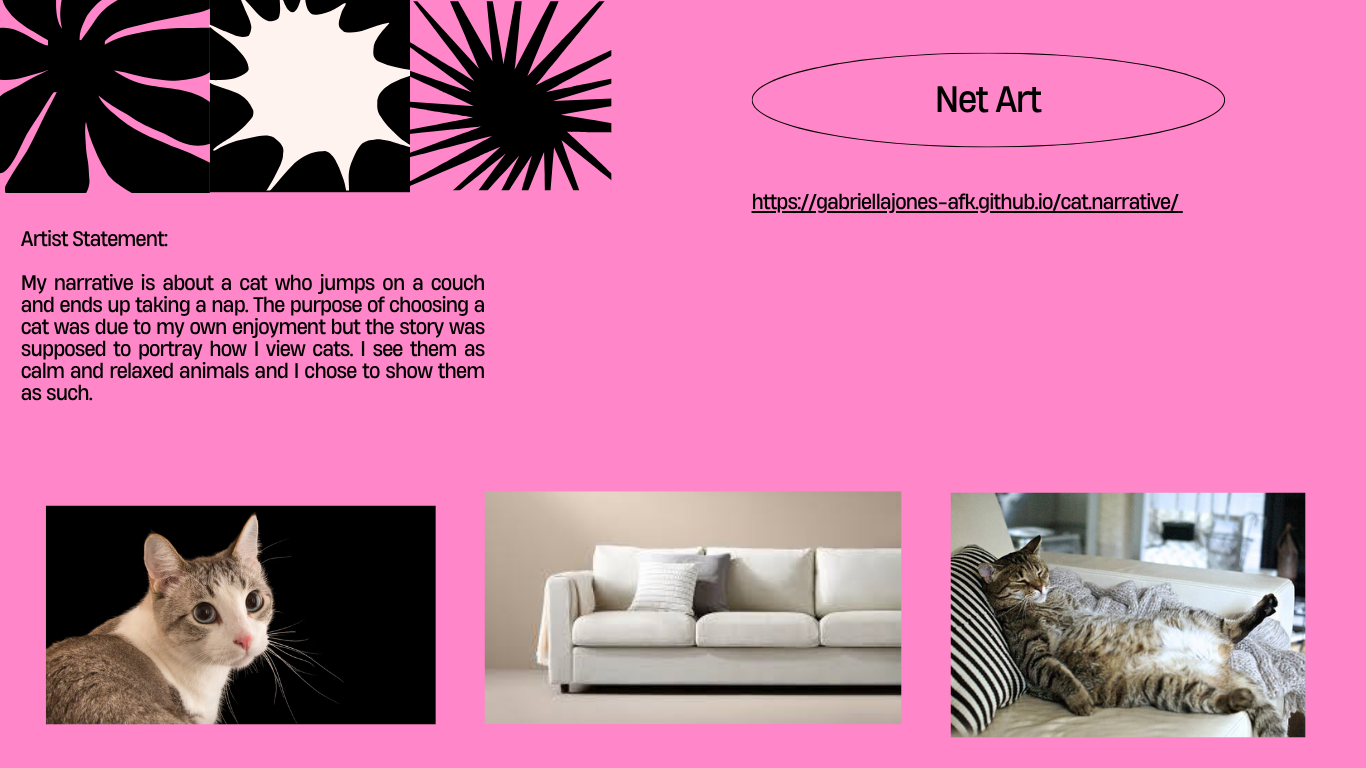 Net Art
https://gabriellajones-afk.github.io/cat.narrative/
Artist Statement:
My narrative is about a cat who jumps on a couch
and ends up taking a nap. The purpose of choosing a
cat was due to my own enjoyment but the story was
supposed to portray how I view cats. I see them as
calm and relaxed animals and I chose to show them
as such.